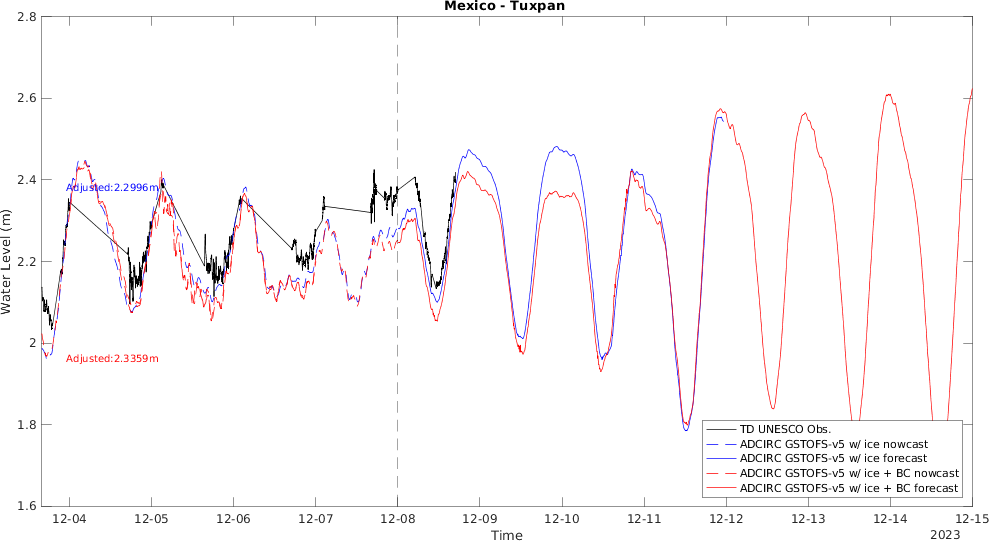 Mexico - Tuxpan
2.8
2.6
2.4
2.2
2
1.8
1.6
Water Level (m)
Adjusted:2.2996m
Adjusted:2.3359m
TD UNESCO Obs.
ADCIRC GSTOFS-v5 w/ ice nowcast
ADCIRC GSTOFS-v5 w/ ice forecast
ADCIRC GSTOFS-v5 w/ ice + BC nowcast
ADCIRC GSTOFS-v5 w/ ice + BC forecast
12-04 12-05 12-06 12-07 12-08 12-09 12-10 12-11 12-12 12-13 12-14 12-15
Time
2023